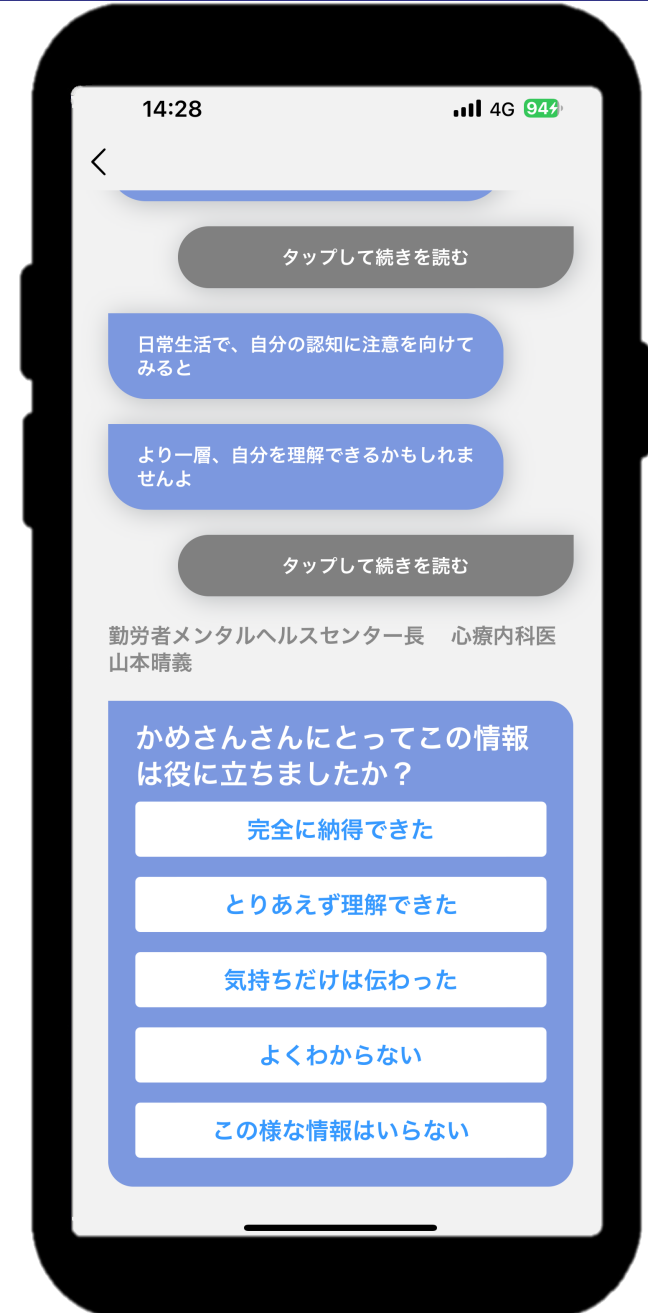 14:28
4G 94
タップして続きを読む
日常生活で、自分の認知に注意を向けて
みると
より一層、自分を理解できるかもしれま
せんよ
タップして続きを読む
勤労者メンタルヘルスセンター長　心療内科医
山本晴義
かめさんさんにとってこの情報
は役に立ちましたか？
完全に納得できた
とりあえず理解できた
気持ちだけは伝わった
よくわからない
この様な情報はいらない